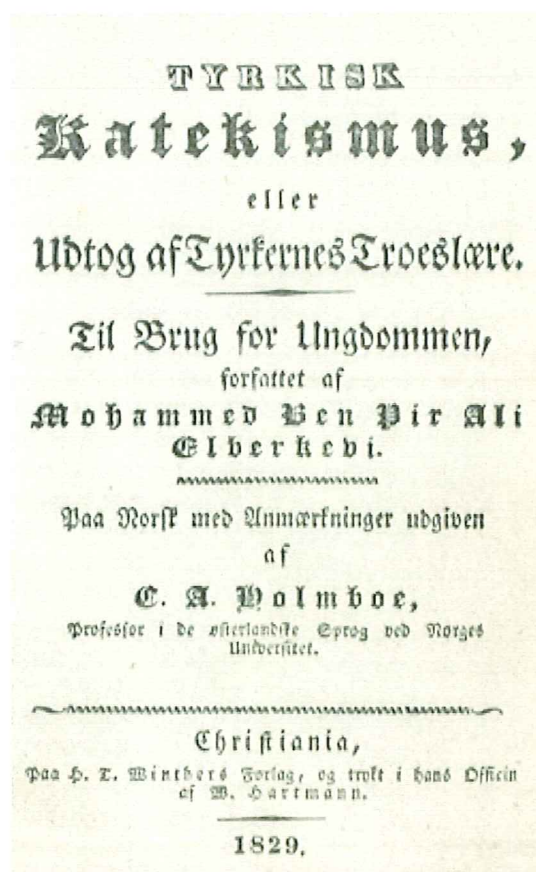 TYRKISK
Katekismus,
eller
Udtog af Tyrkernes Troeslære.
Til Brug for Ungdommen,
forfattet af
Mohammed Ben Pir Ali
Elberkevi.
Paa Norsk med Anmærkninger udgiven
af
C. A. Holmboe,
Professor i de østerlandske Sprog ved Norges
Universitet.
Christiania,
Paa H. T. Winthers Forlag, og trykt i hans Officin
af W. Hartmann.
1829.